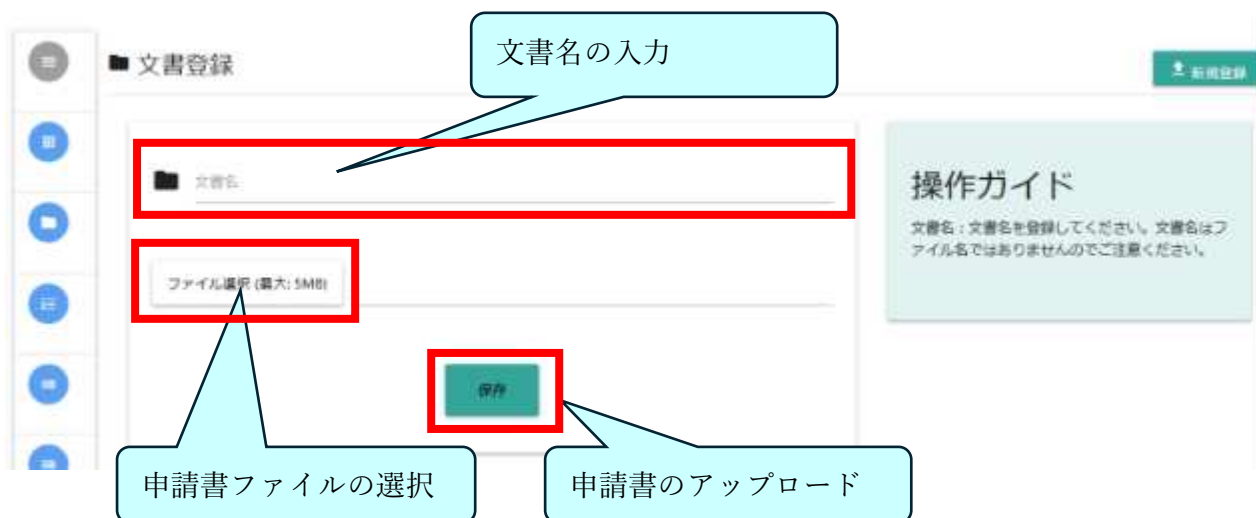 文書名の入力
文書登録
新規登録
文書名
操作ガイド
文書名：文書名を登録してください。文書名はフ
ァイル名ではありませんのでご注意ください。
ファイル選択 (最大: 5MB)
保存
申請書ファイルの選択
申請書のアップロード